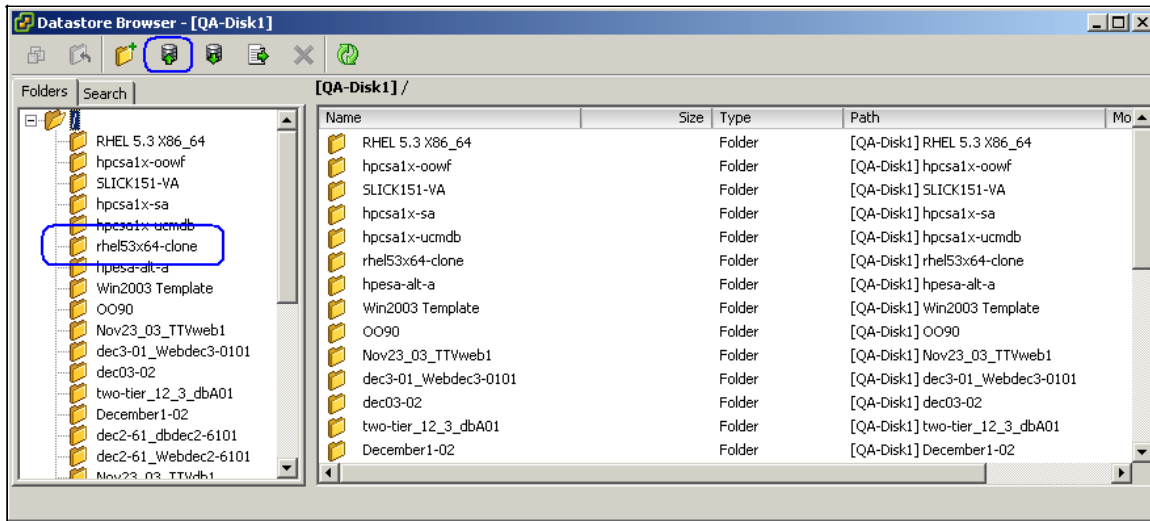 Datastore Browser - [QA-Disk1]
Folders Search
[QA-Disk1] /
/
RHEL 5.3 X86_64
hpcsa1x-oowf
SLICK151-VA
hpcsa1x-sa
hpcsa1x-ucmdb
rhel53x64-clone
hpesa-alt-a
Win2003 Template
OO90
Nov23_03_TTVweb1
dec3-01_Webdec3-0101
dec03-02
two-tier_12_3_dbA01
December1-02
dec2-61_dbdec2-6101
dec2-61_Webdec2-6101
Nov23_03_TTVdb1
Name Size Type Path Mo
RHEL 5.3 X86_64 Folder [QA-Disk1] RHEL 5.3 X86_64
hpcsa1x-oowf Folder [QA-Disk1] hpcsa1x-oowf
SLICK151-VA Folder [QA-Disk1] SLICK151-VA
hpcsa1x-sa Folder [QA-Disk1] hpcsa1x-sa
hpcsa1x-ucmdb Folder [QA-Disk1] hpcsa1x-ucmdb
rhel53x64-clone Folder [QA-Disk1] rhel53x64-clone
hpesa-alt-a Folder [QA-Disk1] hpesa-alt-a
Win2003 Template Folder [QA-Disk1] Win2003 Template
OO90 Folder [QA-Disk1] OO90
Nov23_03_TTVweb1 Folder [QA-Disk1] Nov23_03_TTVweb1
dec3-01_Webdec3-0101 Folder [QA-Disk1] dec3-01_Webdec3-0101
dec03-02 Folder [QA-Disk1] dec03-02
two-tier_12_3_dbA01 Folder [QA-Disk1] two-tier_12_3_dbA01
December1-02 Folder [QA-Disk1] December1-02